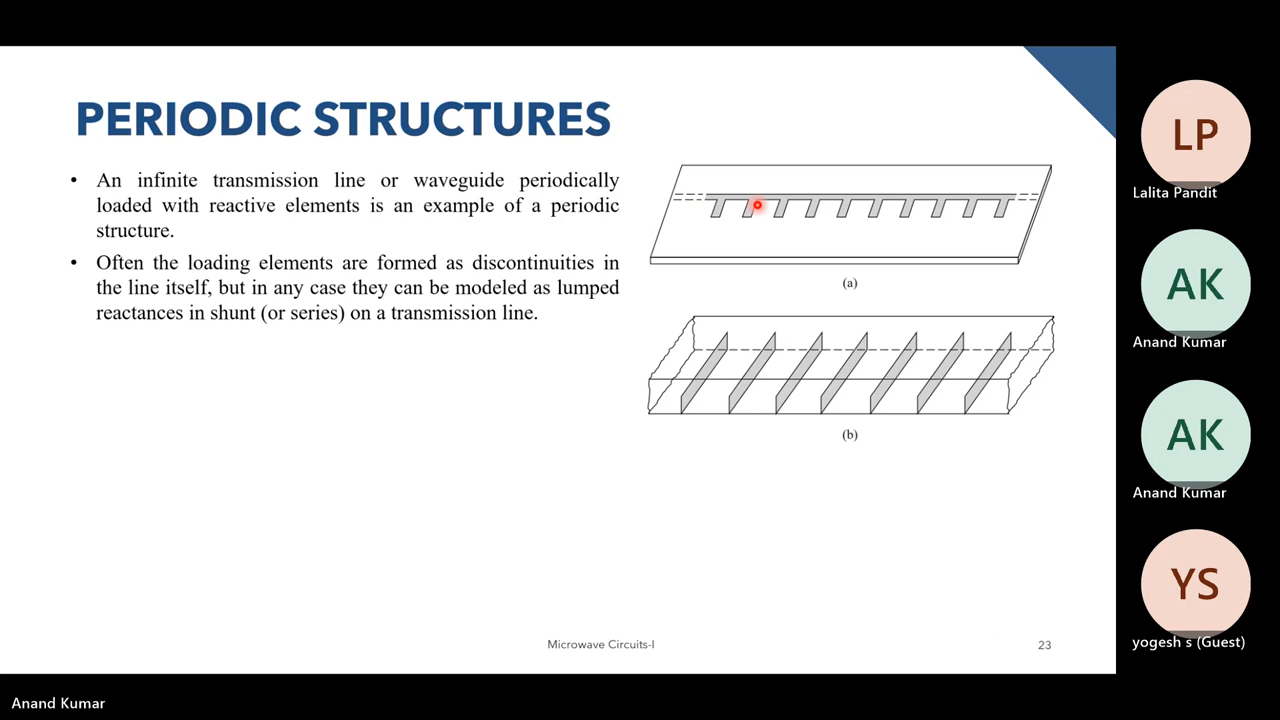 PERIODIC STRUCTURES
• An infinite transmission line or waveguide periodically
loaded with reactive elements is an example of a periodic
structure.
• Often the loading elements are formed as discontinuities in
the line itself, but in any case they can be modeled as lumped
reactances in shunt (or series) on a transmission line.
(a)
(b)
Microwave Circuits-I
23
LP
Lalita Pandit
AK
Anand Kumar
AK
Anand Kumar
YS
yogesh s (Guest)
Anand Kumar